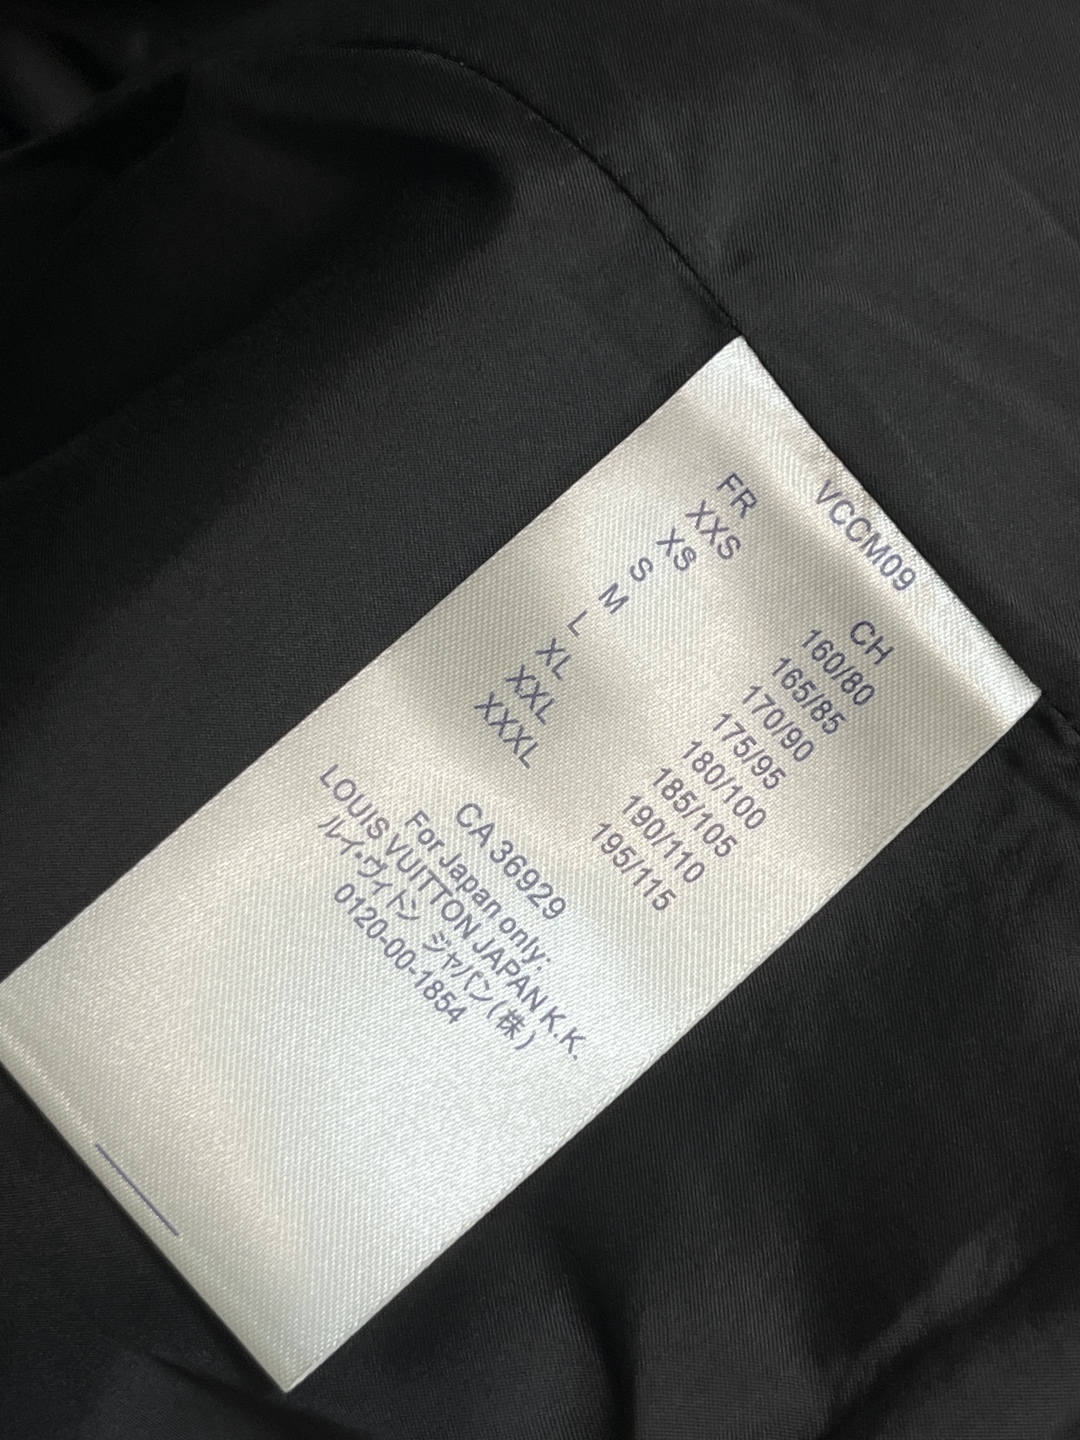 VCCM09
FR CH
XXS 160/80
XS 165/85
S 170/90
M 175/95
L 180/100
XL 185/105
XXL 190/110
XXXL 195/115
CA 36929
For Japan only:
LOUIS VUITTON JAPAN K.K.
ルイ・ヴィトン ジャパン(株)
0120-00-1854